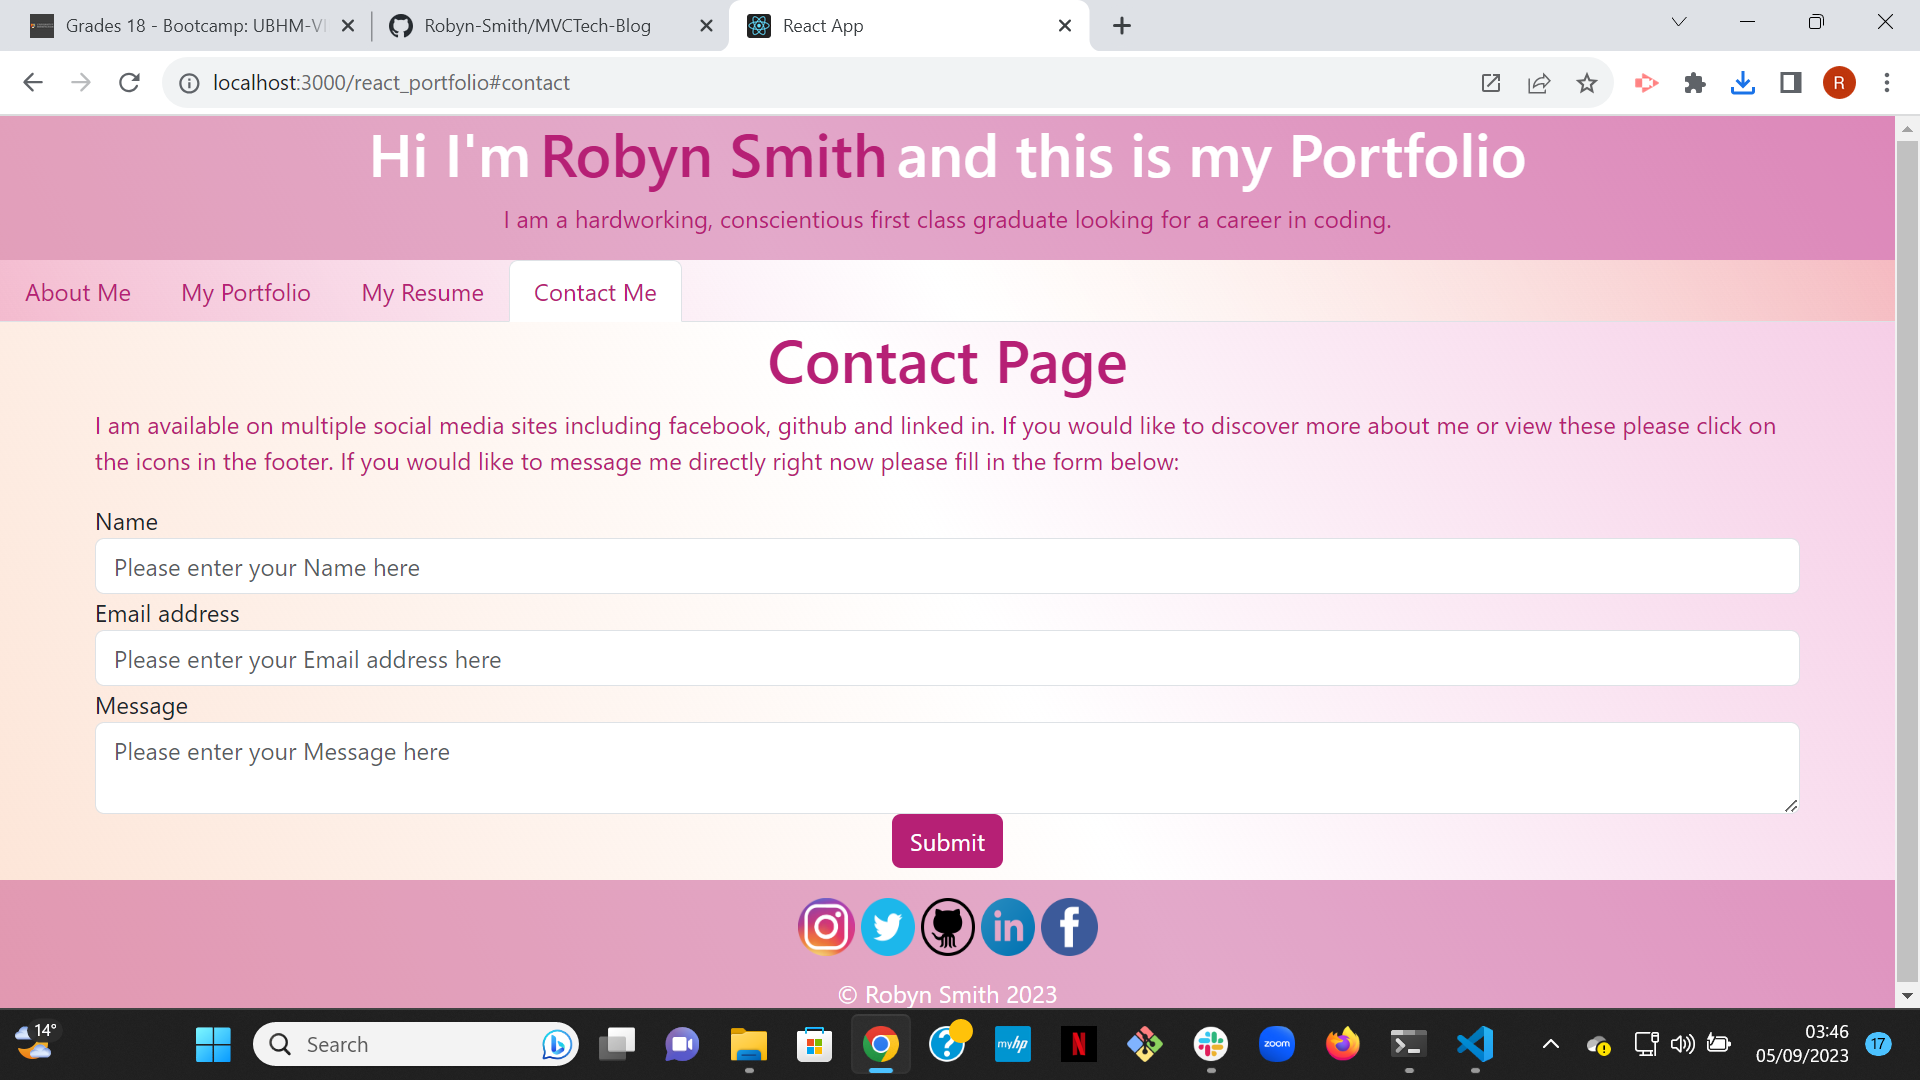 Grades 18 - Bootcamp: UBHM-VI
Robyn-Smith/MVCTech-Blog
React App
localhost:3000/react_portfolio#contact
R
Hi I'm Robyn Smith and this is my Portfolio
I am a hardworking, conscientious first class graduate looking for a career in coding.
About Me
My Portfolio
My Resume
Contact Me
Contact Page
I am available on multiple social media sites including facebook, github and linked in. If you would like to discover more about me or view these please click on
the icons in the footer. If you would like to message me directly right now please fill in the form below:
Name
Please enter your Name here
Email address
Please enter your Email address here
Message
Please enter your Message here
Submit
in
f
© Robyn Smith 2023
14°
Search
b
?
myhp
N
zoom
03:46
05/09/2023
17